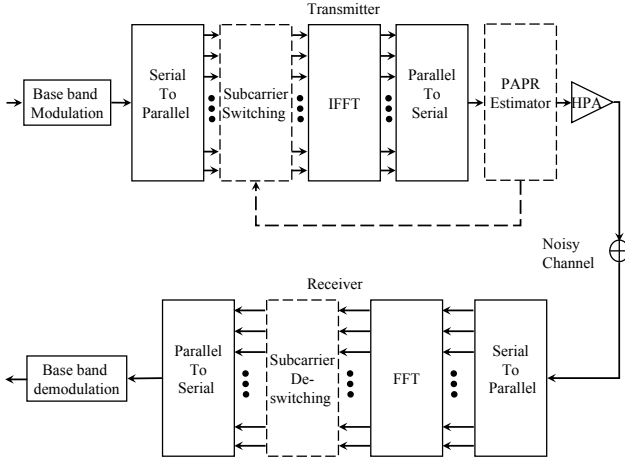 Transmitter
Base band
Modulation
Serial
To
Parallel
Subcarrier
Switching
IFFT
Parallel
To
Serial
PAPR
Estimator
HPA
Noisy
Channel
Receiver
Base band
demodulation
Parallel
To
Serial
Subcarrier
De-
switching
FFT
Serial
To
Parallel